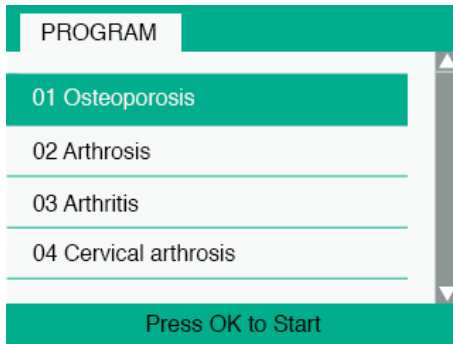 PROGRAM
01 Osteoporosis
02 Arthrosis
03 Arthritis
04 Cervical arthrosis
Press OK to Start